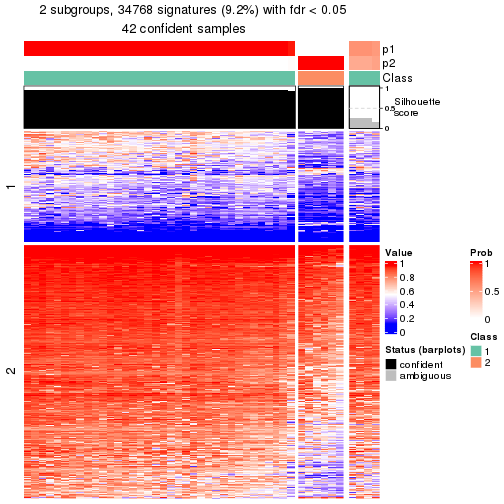 2 subgroups, 34768 signatures (9.2%) with fdr < 0.05
42 confident samples
p1
p2
Class
1
0.5
0
Silhouette
score
1
2
Value
1
0.8
0.6
0.4
0.2
0
Status (barplots)
confident
ambiguous
Prob
1
0.5
0
Class
1
2